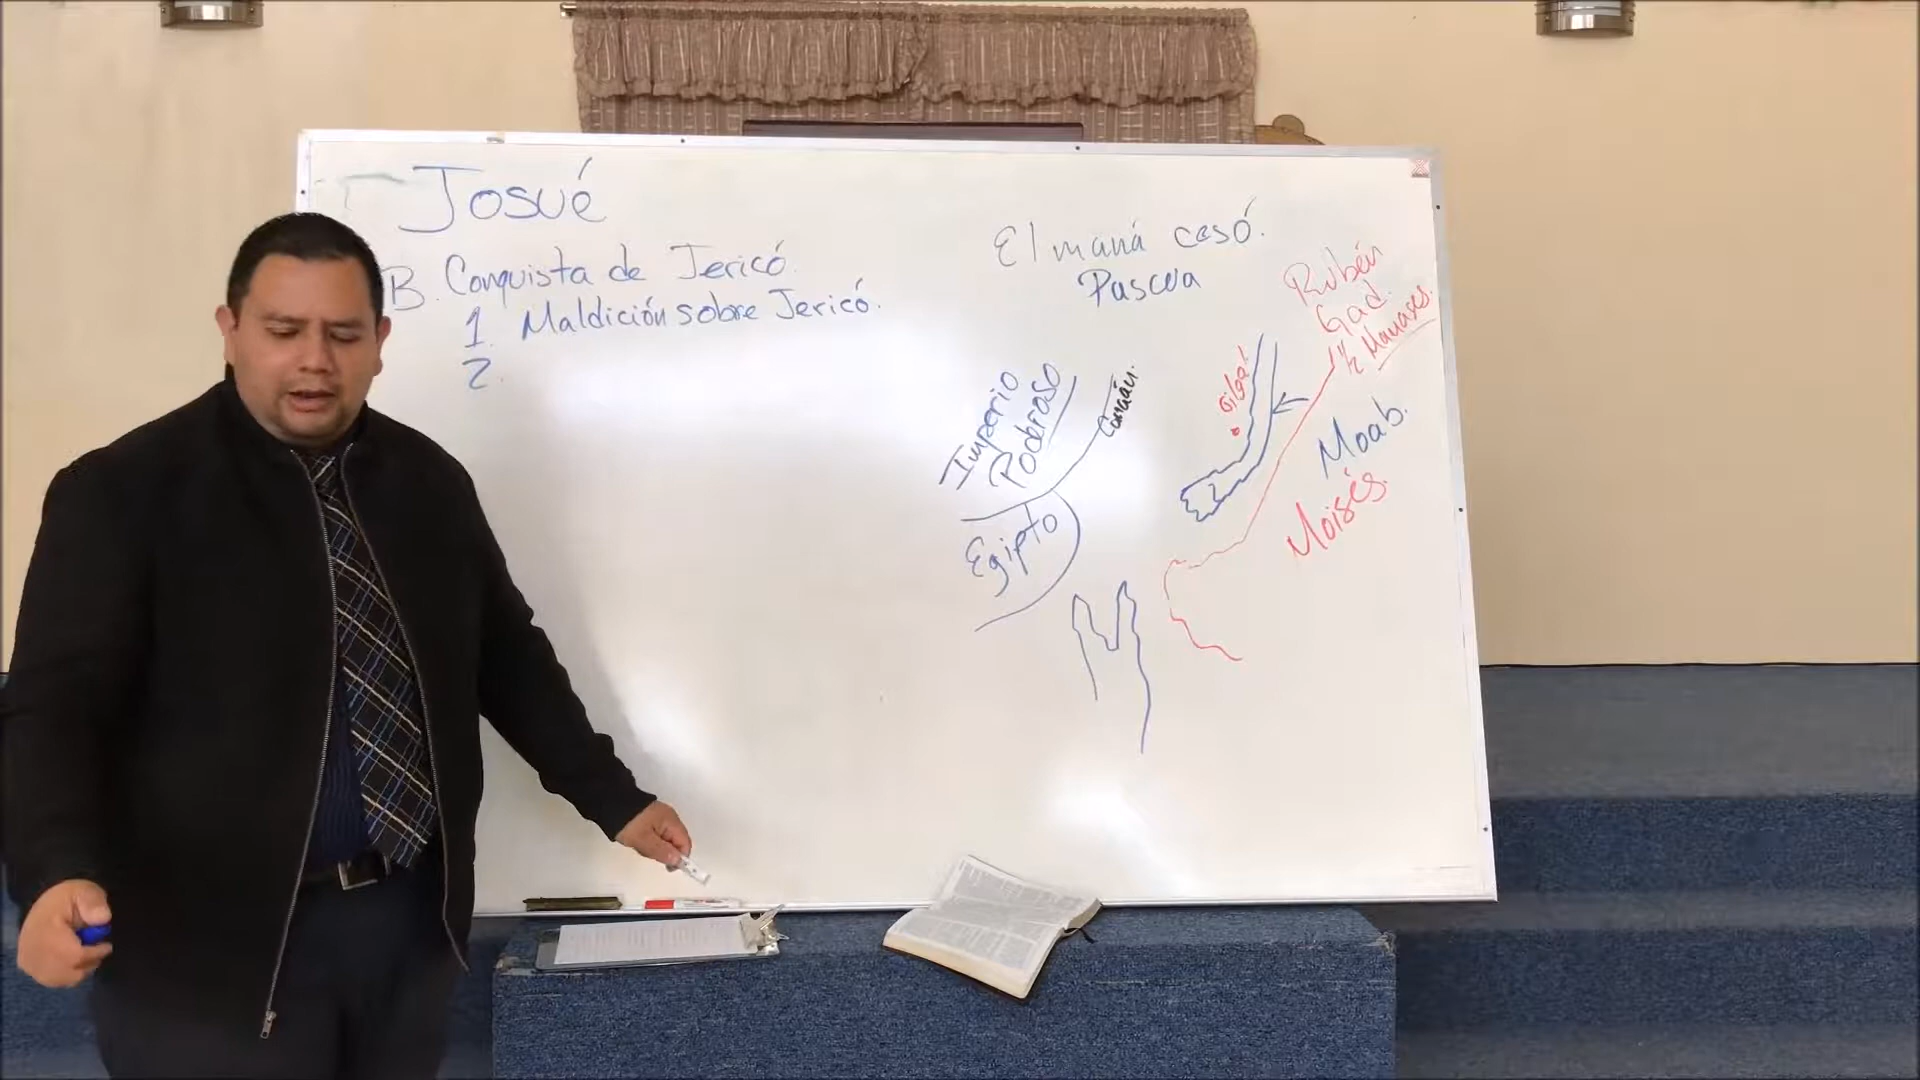 Josué
B. Conquista de Jericó.
1. Maldición sobre Jericó.
2.
El maná cesó.
Pascua
Rubén
Gad.
1/2 Manases.
Imperio
Poderoso
Canaán.
Gilgal
Moab.
Egipto
Moisés.